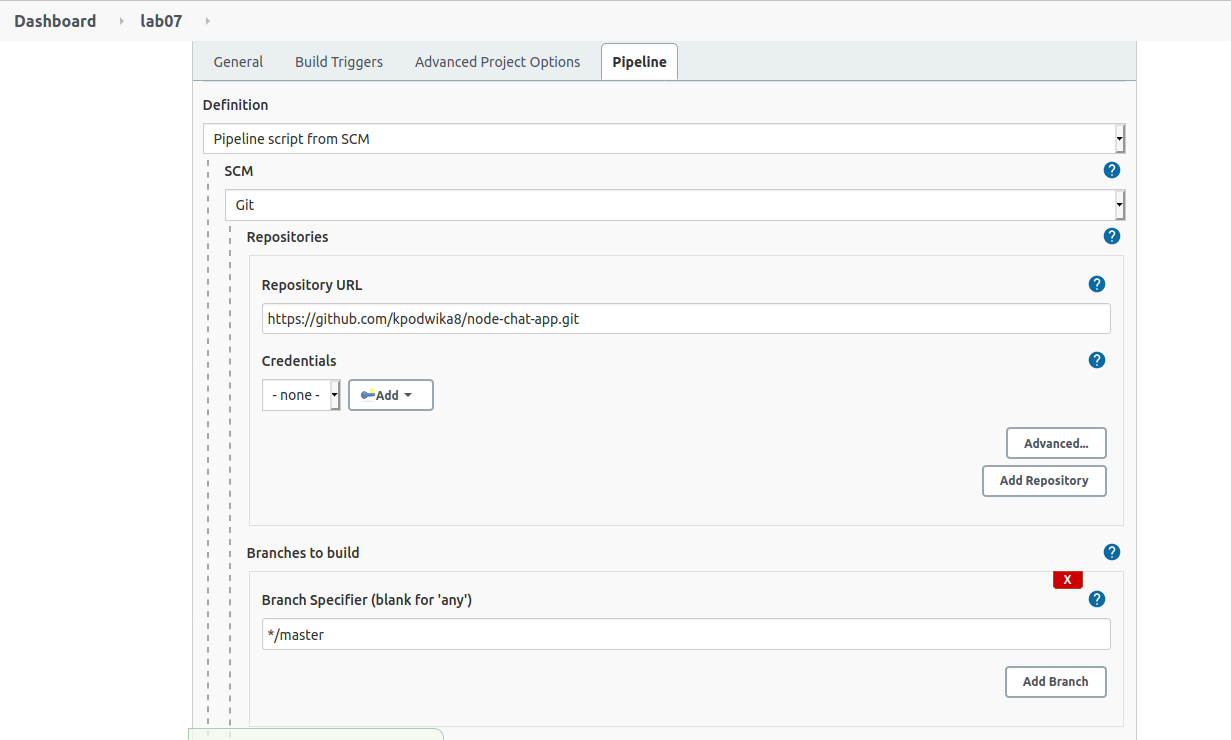 Dashboard lab07
General Build Triggers Advanced Project Options Pipeline
Definition
Pipeline script from SCM
SCM ?
Git
Repositories ?
Repository URL ?
https://github.com/kpodwika8/node-chat-app.git
Credentials ?
- none - Add
Advanced...
Add Repository
Branches to build ?
X
Branch Specifier (blank for 'any') ?
*/master
Add Branch